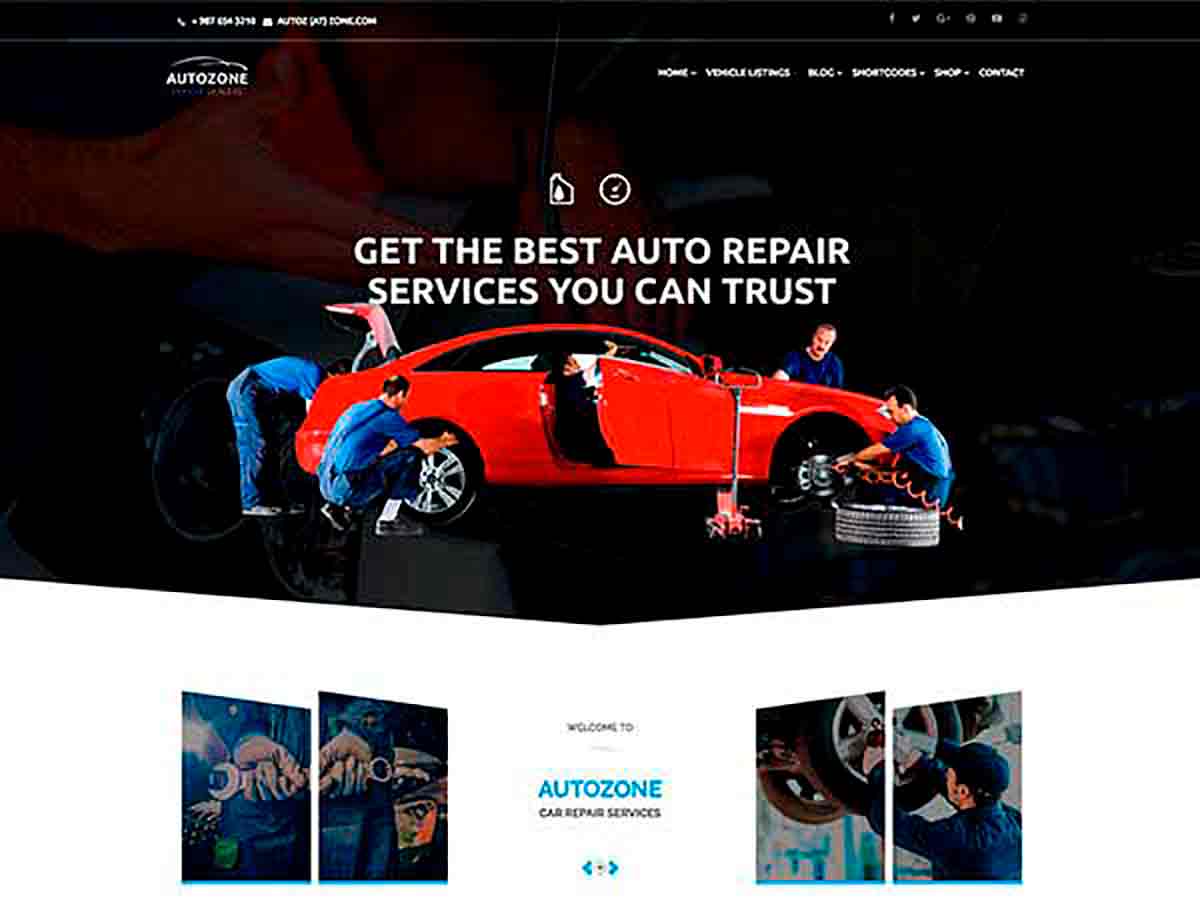 + 987 654 3210 AUTOZ [AT] ZONE.COM
AUTOZONE
HOME VEHICLE LISTINGS BLOG SHORTCODES SHOP CONTACT
GET THE BEST AUTO REPAIR
SERVICES YOU CAN TRUST
WELCOME TO
AUTOZONE
CAR REPAIR SERVICES